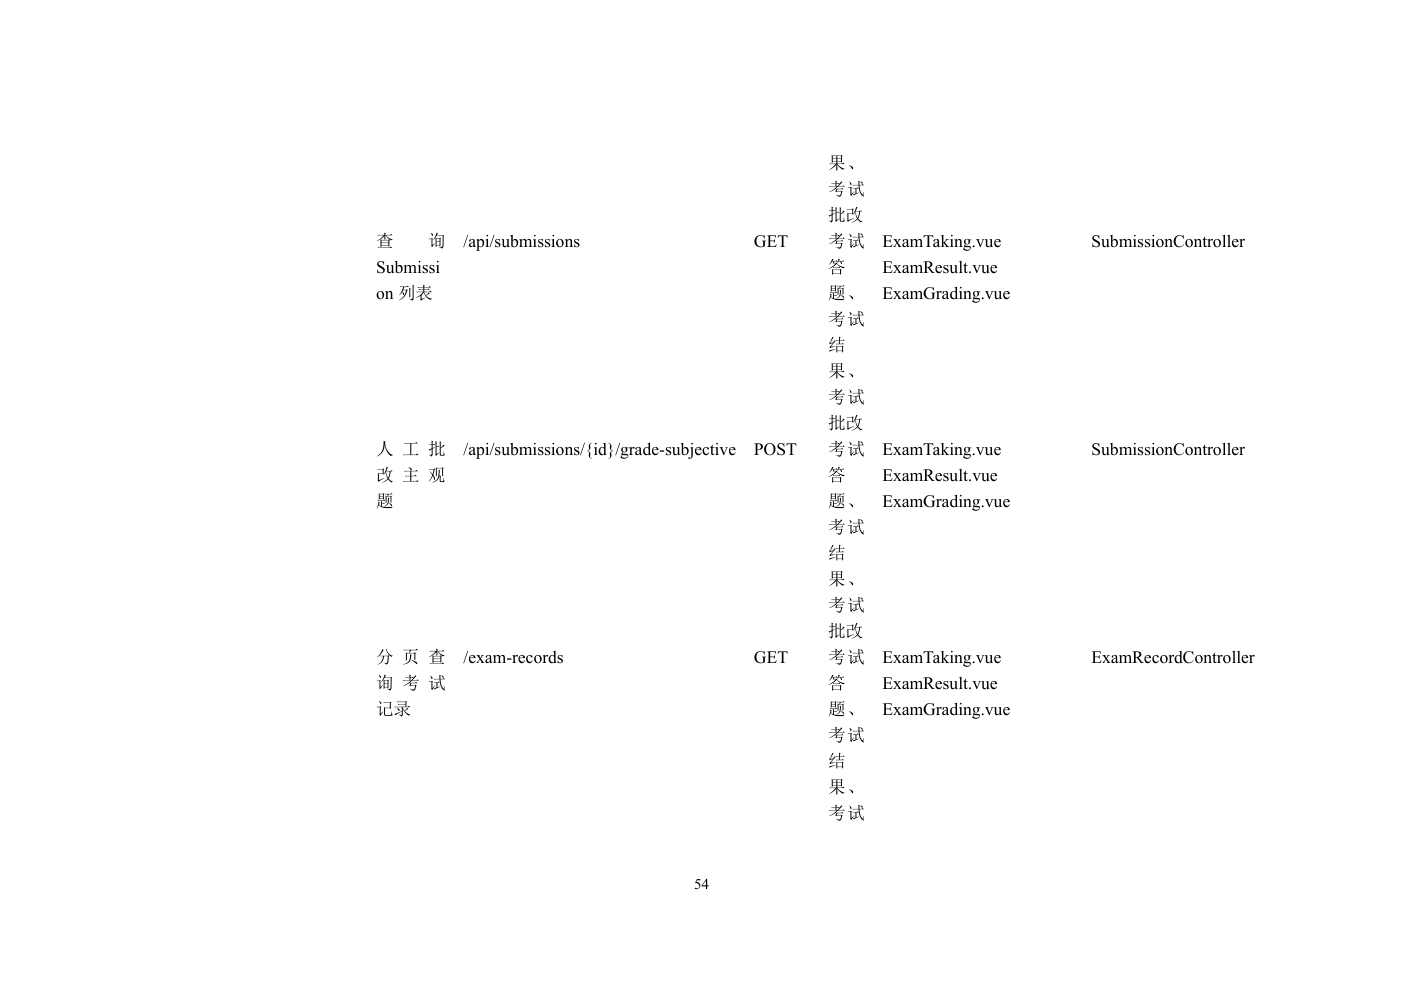 果、
考试
批改
查 询 /api/submissions GET 考试 ExamTaking.vue SubmissionController
Submissi 答 ExamResult.vue
on 列表 题、 ExamGrading.vue
考试
结
果、
考试
批改
人 工 批 /api/submissions/{id}/grade-subjective POST 考试 ExamTaking.vue SubmissionController
改 主 观 答 ExamResult.vue
题 题、 ExamGrading.vue
考试
结
果、
考试
批改
分 页 查 /exam-records GET 考试 ExamTaking.vue ExamRecordController
询 考 试 答 ExamResult.vue
记录 题、 ExamGrading.vue
考试
结
果、
考试
54